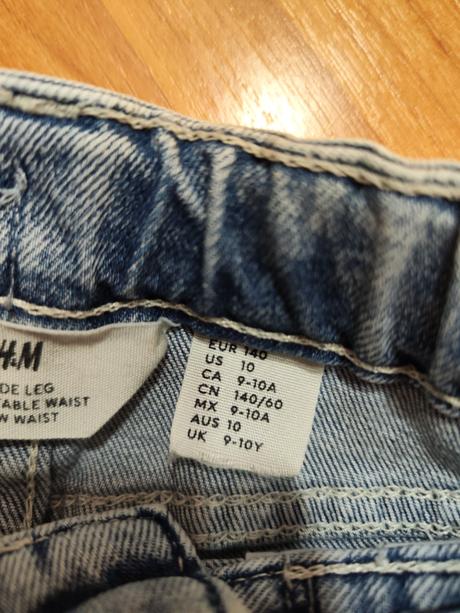 H&M
DE LEG
TABLE WAIST
W WAIST
EUR 140
US 10
CA 9-10A
CN 140/60
MX 9-10A
AUS 10
UK 9-10Y